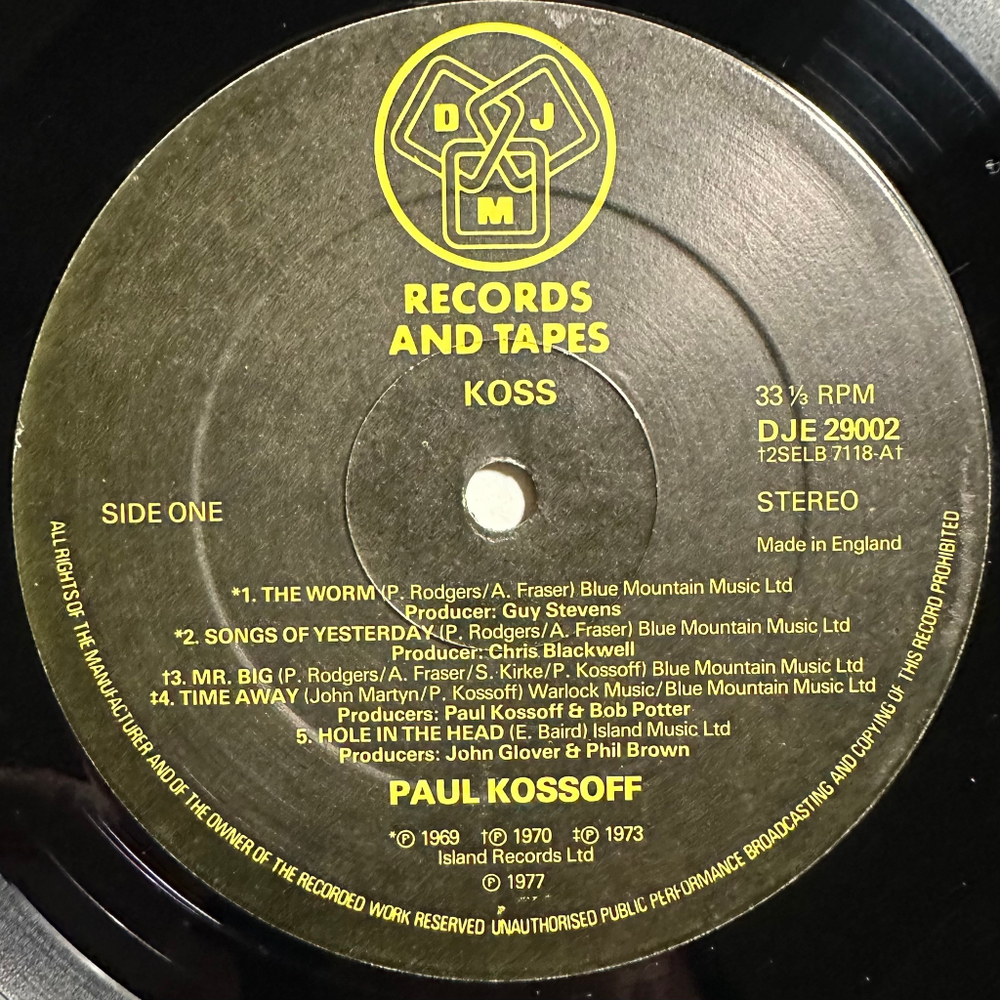 D J
M
RECORDS
AND TAPES
KOSS
33 ⅓ RPM
DJE 29002
†2SELB 7118-A†
SIDE ONE
STEREO
Made in England
*1. THE WORM (P. Rodgers/A. Fraser) Blue Mountain Music Ltd
Producer: Guy Stevens
*2. SONGS OF YESTERDAY (P. Rodgers/A. Fraser) Blue Mountain Music Ltd
Producer: Chris Blackwell
†3. MR. BIG (P. Rodgers/A. Fraser/S. Kirke/P. Kossoff) Blue Mountain Music Ltd
‡4. TIME AWAY (John Martyn/P. Kossoff) Warlock Music/Blue Mountain Music Ltd
Producers: Paul Kossoff & Bob Potter
5. HOLE IN THE HEAD (E. Baird) Island Music Ltd
Producers: John Glover & Phil Brown
PAUL KOSSOFF
*℗ 1969 †℗ 1970 ‡℗ 1973
Island Records Ltd
℗ 1977
ALL RIGHTS OF THE MANUFACTURER AND OF THE OWNER OF THE RECORDED WORK RESERVED UNAUTHORISED PUBLIC PERFORMANCE BROADCASTING AND COPYING OF THIS RECORD PROHIBITED